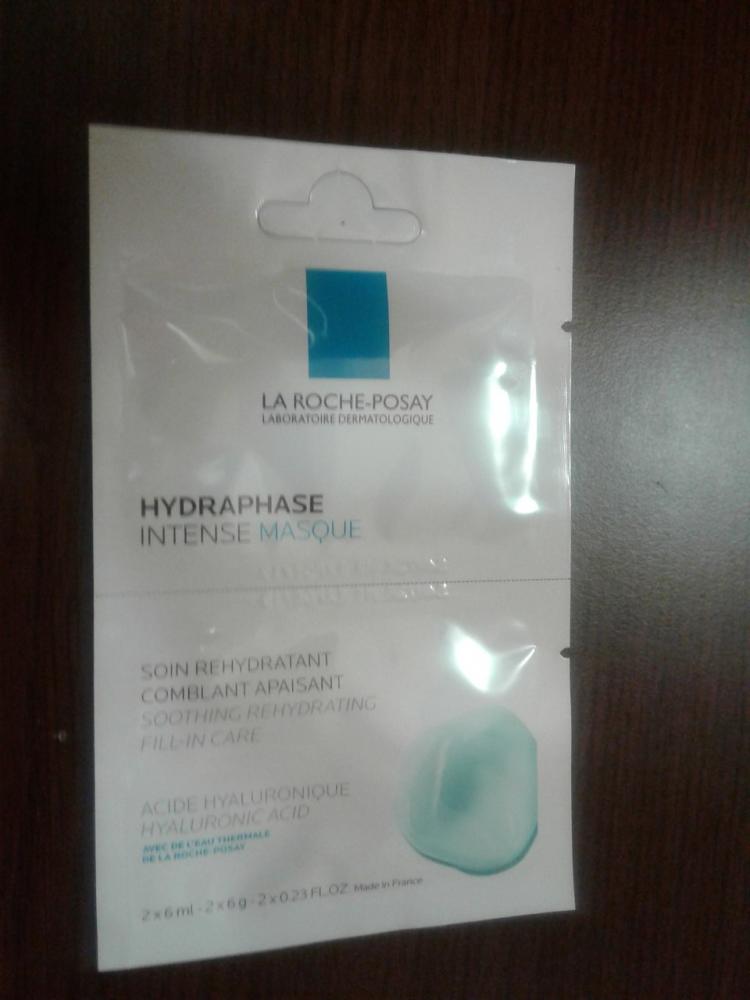 LA ROCHE-POSAY
LABORATOIRE DERMATOLOGIQUE
HYDRAPHASE
INTENSE MASQUE
SOIN REHYDRATANT
COMBLANT APAISANT
SOOTHING REHYDRATING
FILL-IN CARE
ACIDE HYALURONIQUE
HYALURONIC ACID
AVEC DE L'EAU THERMALE
DE LA ROCHE-POSAY
2 x 6 ml - 2 x 6 g - 2 x 0.23 FL.OZ. Made in France